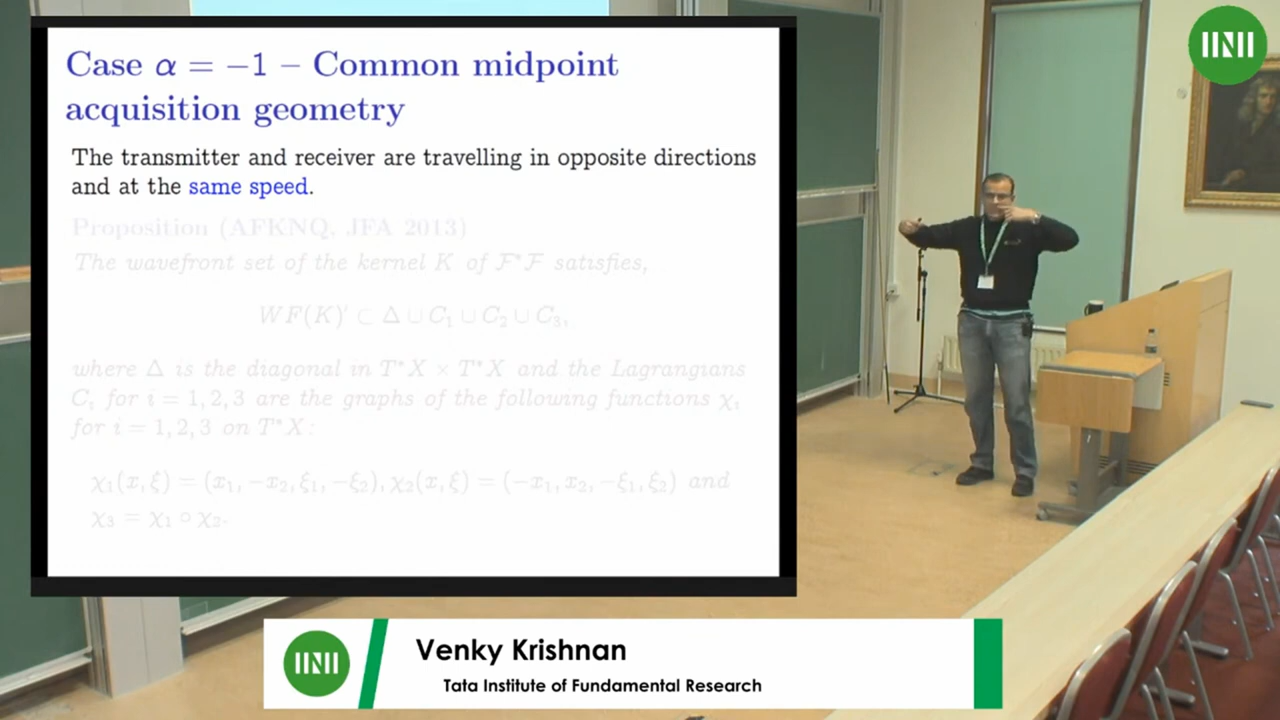 Case α = −1 – Common midpoint
acquisition geometry
The transmitter and receiver are travelling in opposite directions
and at the same speed.
Proposition (AFKNQ, JFA 2013)
The wavefront set of the kernel K of F*F satisfies,
WF(K)′ ⊂ Δ ∪ C₁ ∪ C₂ ∪ C₃,
where Δ is the diagonal in T*X × T*X and the Lagrangians
Cᵢ for i = 1, 2, 3 are the graphs of the following functions χᵢ
for i = 1, 2, 3 on T*X:
χ₁(x, ξ) = (x₁, −x₂, ξ₁, −ξ₂), χ₂(x, ξ) = (−x₁, x₂, −ξ₁, ξ₂) and
χ₃ = χ₁ ∘ χ₂.
Venky Krishnan
Tata Institute of Fundamental Research